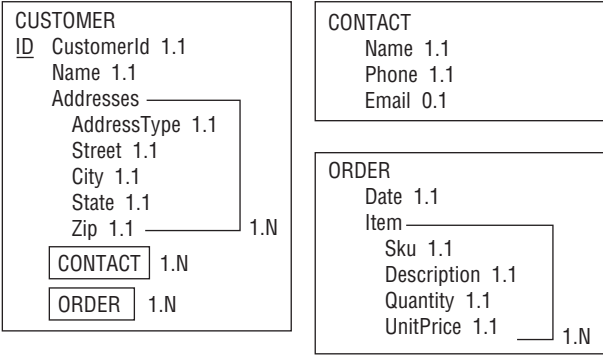 CUSTOMER
ID CustomerId 1.1
Name 1.1
Addresses
AddressType 1.1
Street 1.1
City 1.1
State 1.1
Zip 1.1 1.N
CONTACT 1.N
ORDER 1.N
CONTACT
Name 1.1
Phone 1.1
Email 0.1
ORDER
Date 1.1
Item
Sku 1.1
Description 1.1
Quantity 1.1
UnitPrice 1.1 1.N